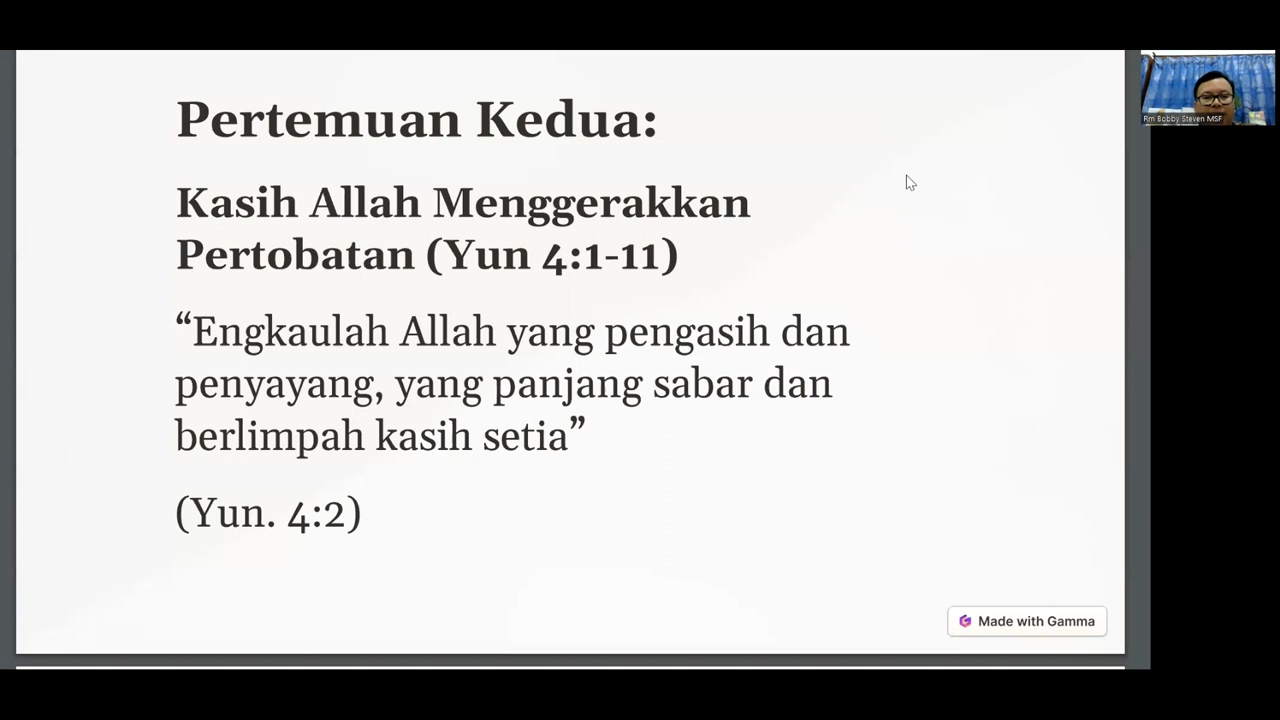 Pertemuan Kedua:
Kasih Allah Menggerakkan
Pertobatan (Yun 4:1-11)
“Engkaulah Allah yang pengasih dan
penyayang, yang panjang sabar dan
berlimpah kasih setia”
(Yun. 4:2)
Made with Gamma
Rm Bobby Steven MSF